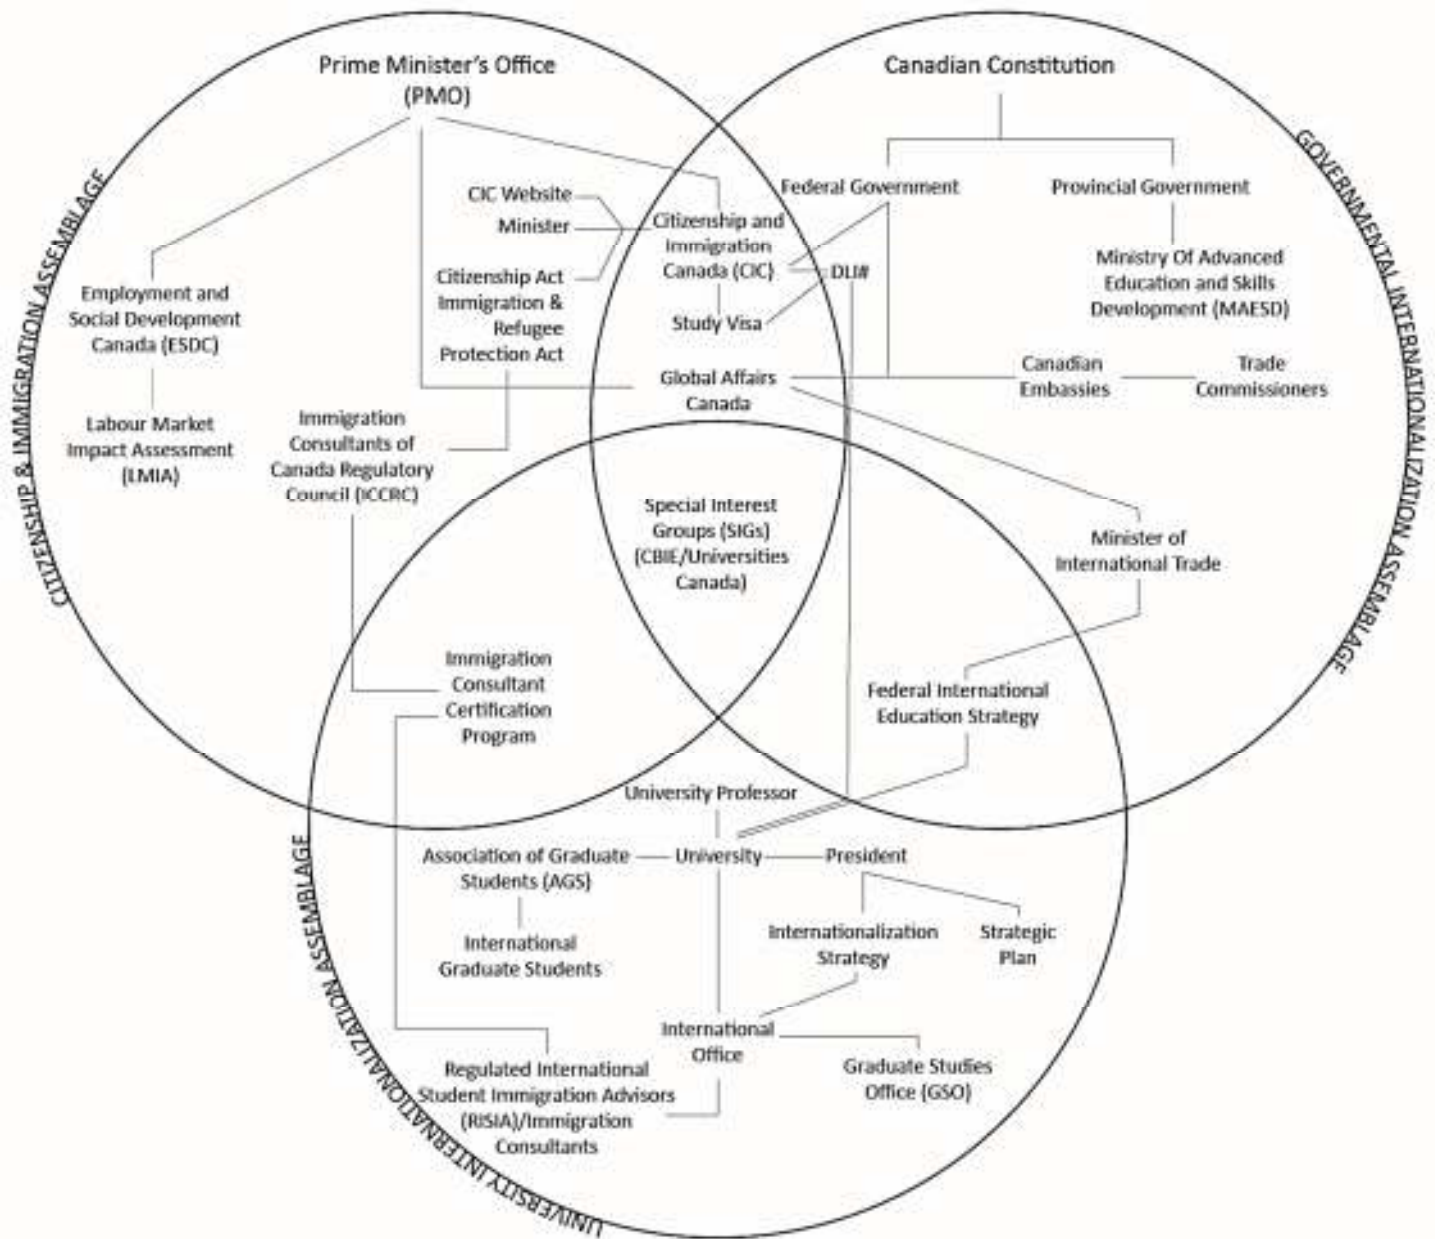 Prime Minister's Office
(PMO)
Canadian Constitution
CITIZENSHIP & IMMIGRATION ASSEMBLAGE
GOVERNMENTAL INTERNATIONALIZATION ASSEMBLAGE
CIC Website
Minister
Citizenship Act
Immigration &
Refugee
Protection Act
Citizenship and
Immigration
Canada (CIC)
Study Visa
DLI#
Federal Government
Provincial Government
Ministry Of Advanced
Education and Skills
Development (MAESD)
Employment and
Social Development
Canada (ESDC)
Labour Market
Impact Assessment
(LMIA)
Immigration
Consultants of
Canada Regulatory
Council (ICCRC)
Global Affairs
Canada
Canadian
Embassies
Trade
Commissioners
Special Interest
Groups (SIGs)
(CBIE/Universities
Canada)
Minister of
International Trade
Immigration
Consultant
Certification
Program
Federal International
Education Strategy
University Professor
Association of Graduate
Students (AGS)
University
President
International
Graduate Students
Internationalization
Strategy
Strategic
Plan
International
Office
Graduate Studies
Office (GSO)
Regulated International
Student Immigration Advisors
(RISIA)/Immigration
Consultants
UNIVERSITY INTERNATIONALIZATION ASSEMBLAGE